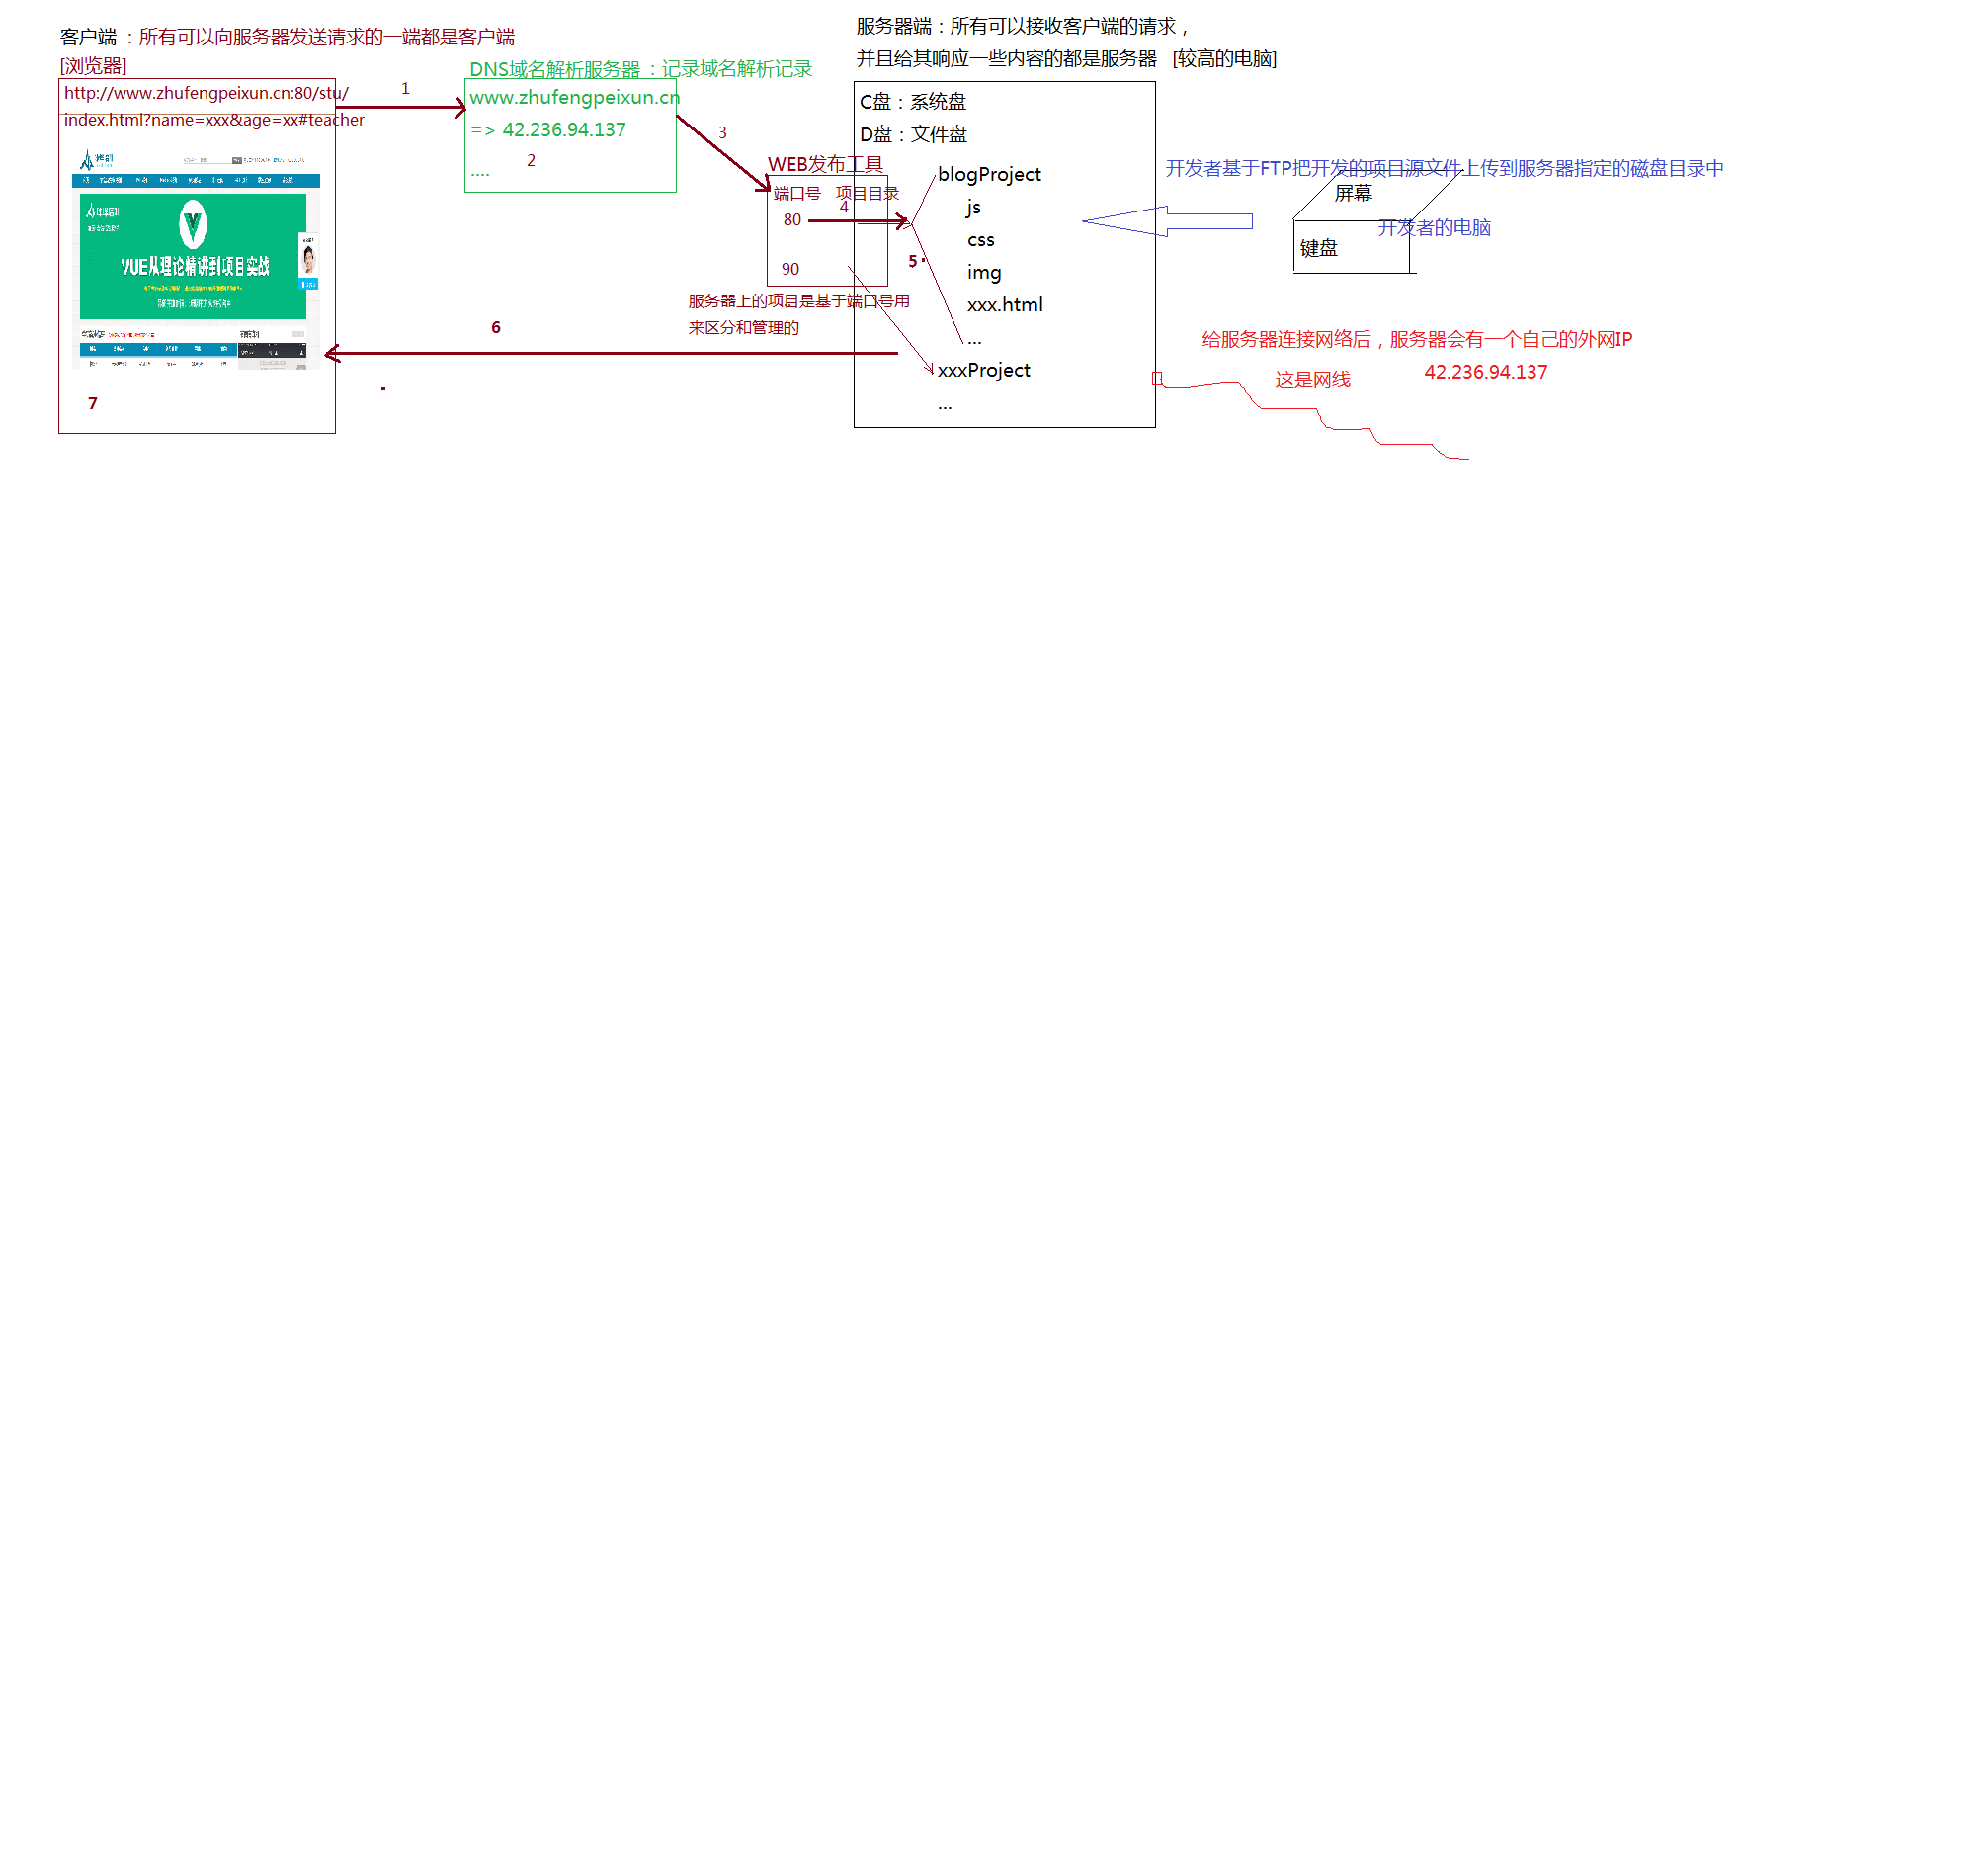 客户端 ：所有可以向服务器发送请求的一端都是客户端
[浏览器]
http://www.zhufengpeixun.cn:80/stu/
index.html?name=xxx&age=xx#teacher
VUE从理论精讲到项目实战
7
1
DNS域名解析服务器 ：记录域名解析记录
www.zhufengpeixun.cn
=> 42.236.94.137
2
....
3
WEB发布工具
端口号 项目目录
4
80
90
服务器上的项目是基于端口号用
来区分和管理的
6
服务器端：所有可以接收客户端的请求，
并且给其响应一些内容的都是服务器 [较高的电脑]
C盘：系统盘
D盘：文件盘
blogProject
js
css
5
img
xxx.html
...
xxxProject
...
开发者基于FTP把开发的项目源文件上传到服务器指定的磁盘目录中
屏幕
开发者的电脑
键盘
给服务器连接网络后，服务器会有一个自己的外网IP
42.236.94.137
这是网线